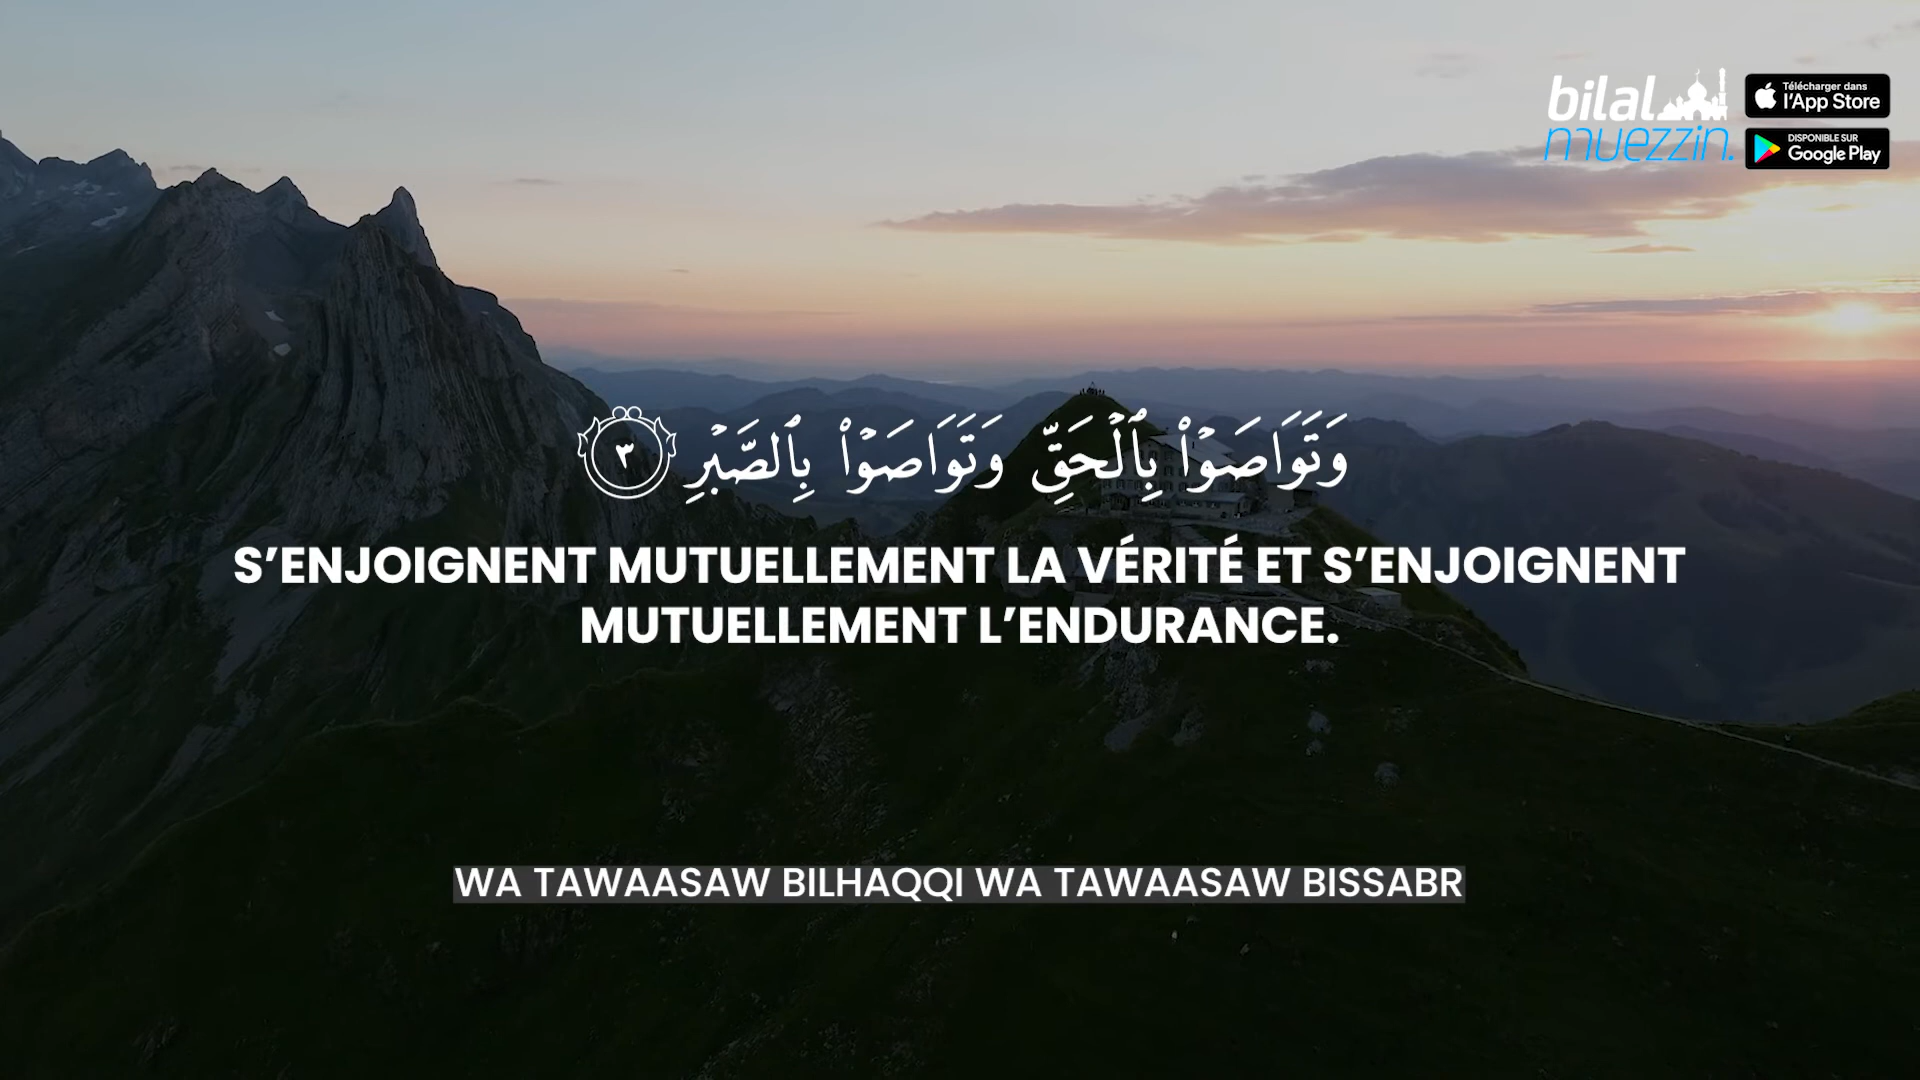 bilal
muezzin.
Télécharger dans
l'App Store
DISPONIBLE SUR
Google Play
وَتَوَاصَوْا۟ بِٱلْحَقِّ وَتَوَاصَوْا۟ بِٱلصَّبْرِ ٣
S’ENJOIGNENT MUTUELLEMENT LA VÉRITÉ ET S’ENJOIGNENT
MUTUELLEMENT L’ENDURANCE.
WA TAWAASAW BILHAQQI WA TAWAASAW BISSABR